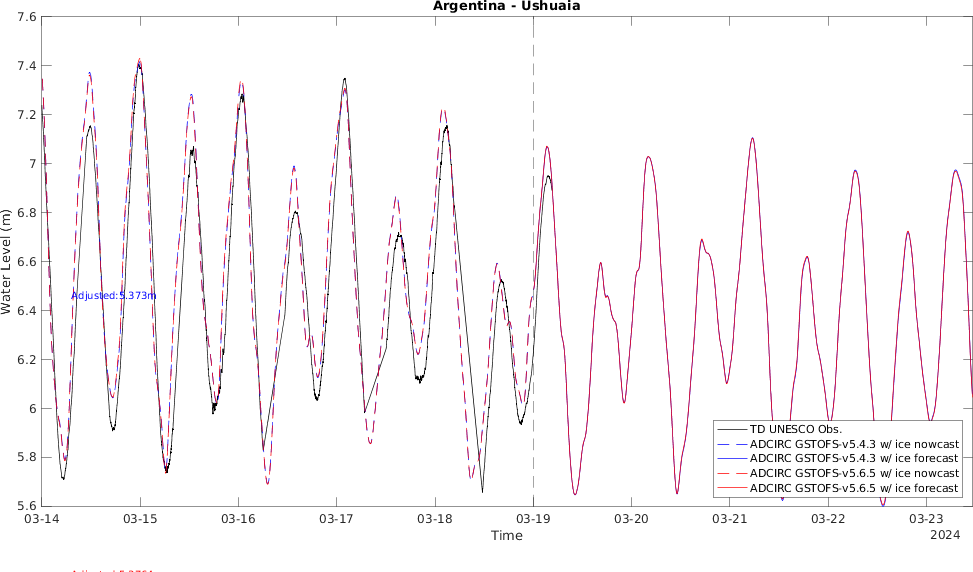 Argentina - Ushuaia
7.6
7.4
7.2
7
6.8
6.6
6.4
6.2
6
5.8
5.6
Water Level (m)
Adjusted:5.373m
TD UNESCO Obs.
ADCIRC GSTOFS-v5.4.3 w/ ice nowcast
ADCIRC GSTOFS-v5.4.3 w/ ice forecast
ADCIRC GSTOFS-v5.6.5 w/ ice nowcast
ADCIRC GSTOFS-v5.6.5 w/ ice forecast
03-14 03-15 03-16 03-17 03-18 03-19 03-20 03-21 03-22 03-23
Time
2024